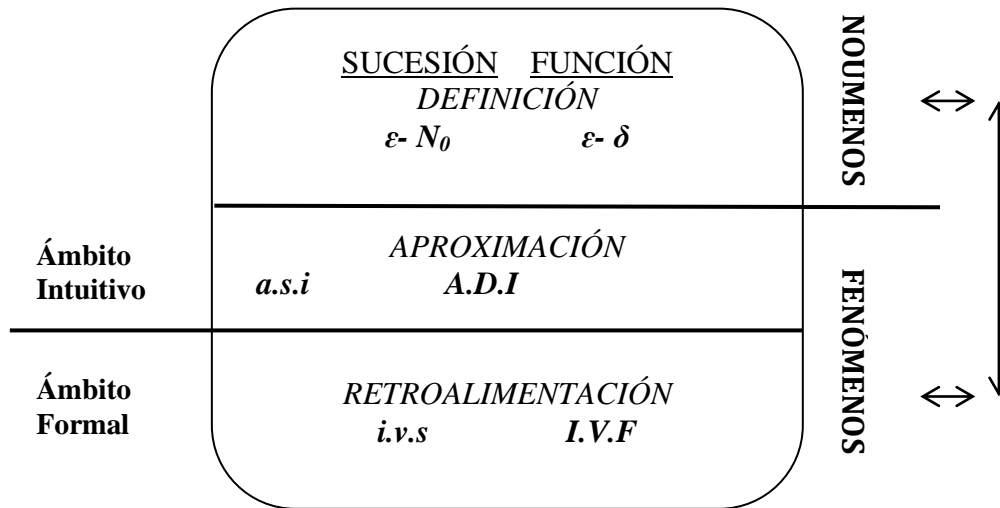 SUCESIÓN FUNCIÓN
DEFINICIÓN
ε- N₀ ε- δ
NOUMENOS
Ámbito
Intuitivo
APROXIMACIÓN
a.s.i A.D.I
FENÓMENOS
Ámbito
Formal
RETROALIMENTACIÓN
i.v.s I.V.F